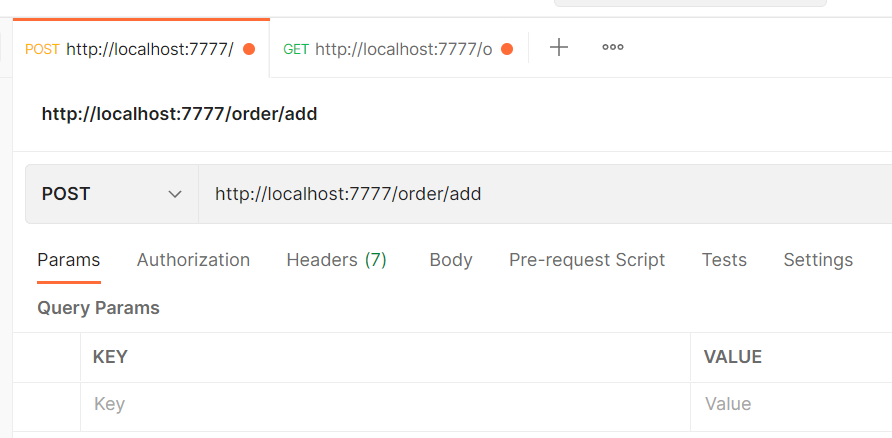 POST http://localhost:7777/ GET http://localhost:7777/o
http://localhost:7777/order/add
POST http://localhost:7777/order/add
Params Authorization Headers (7) Body Pre-request Script Tests Settings
Query Params
KEY VALUE
Key Value